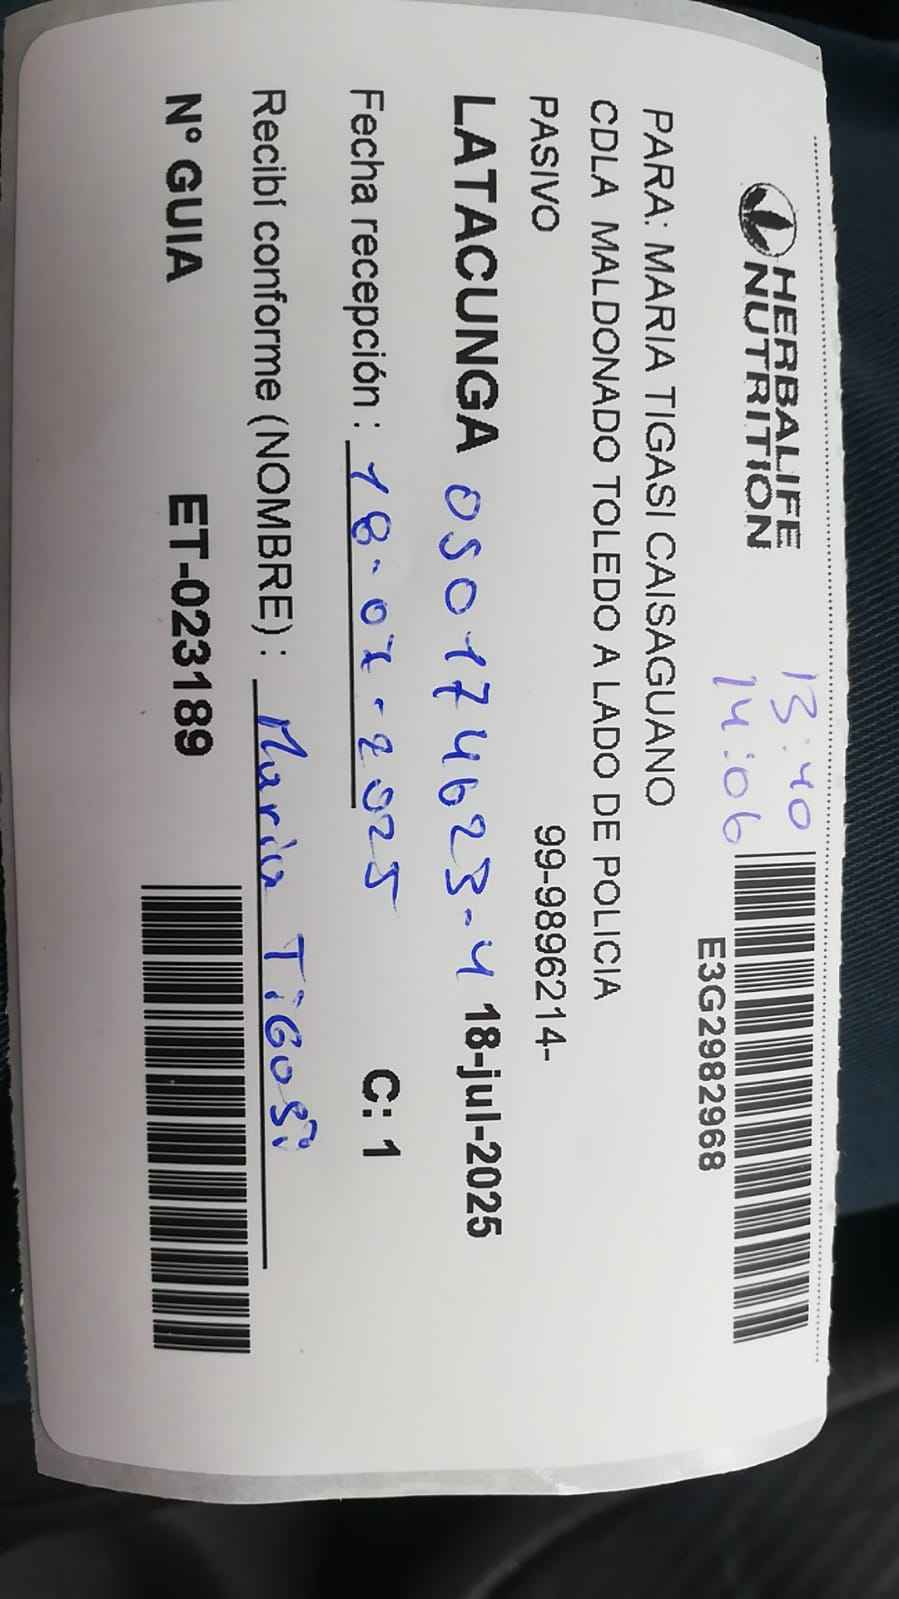 HERBALIFE
NUTRITION
13:40
14:06
E3G2982968
PARA: MARIA TIGASI CAISAGUANO
CDLA MALDONADO TOLEDO A LADO DE POLICIA
PASIVO 99-9896214-
LATACUNGA 050174623-4 18-jul-2025
Fecha recepción : 18-07-2025 C: 1
Recibí conforme (NOMBRE) : Maria Tigasi
N° GUIA ET-023189